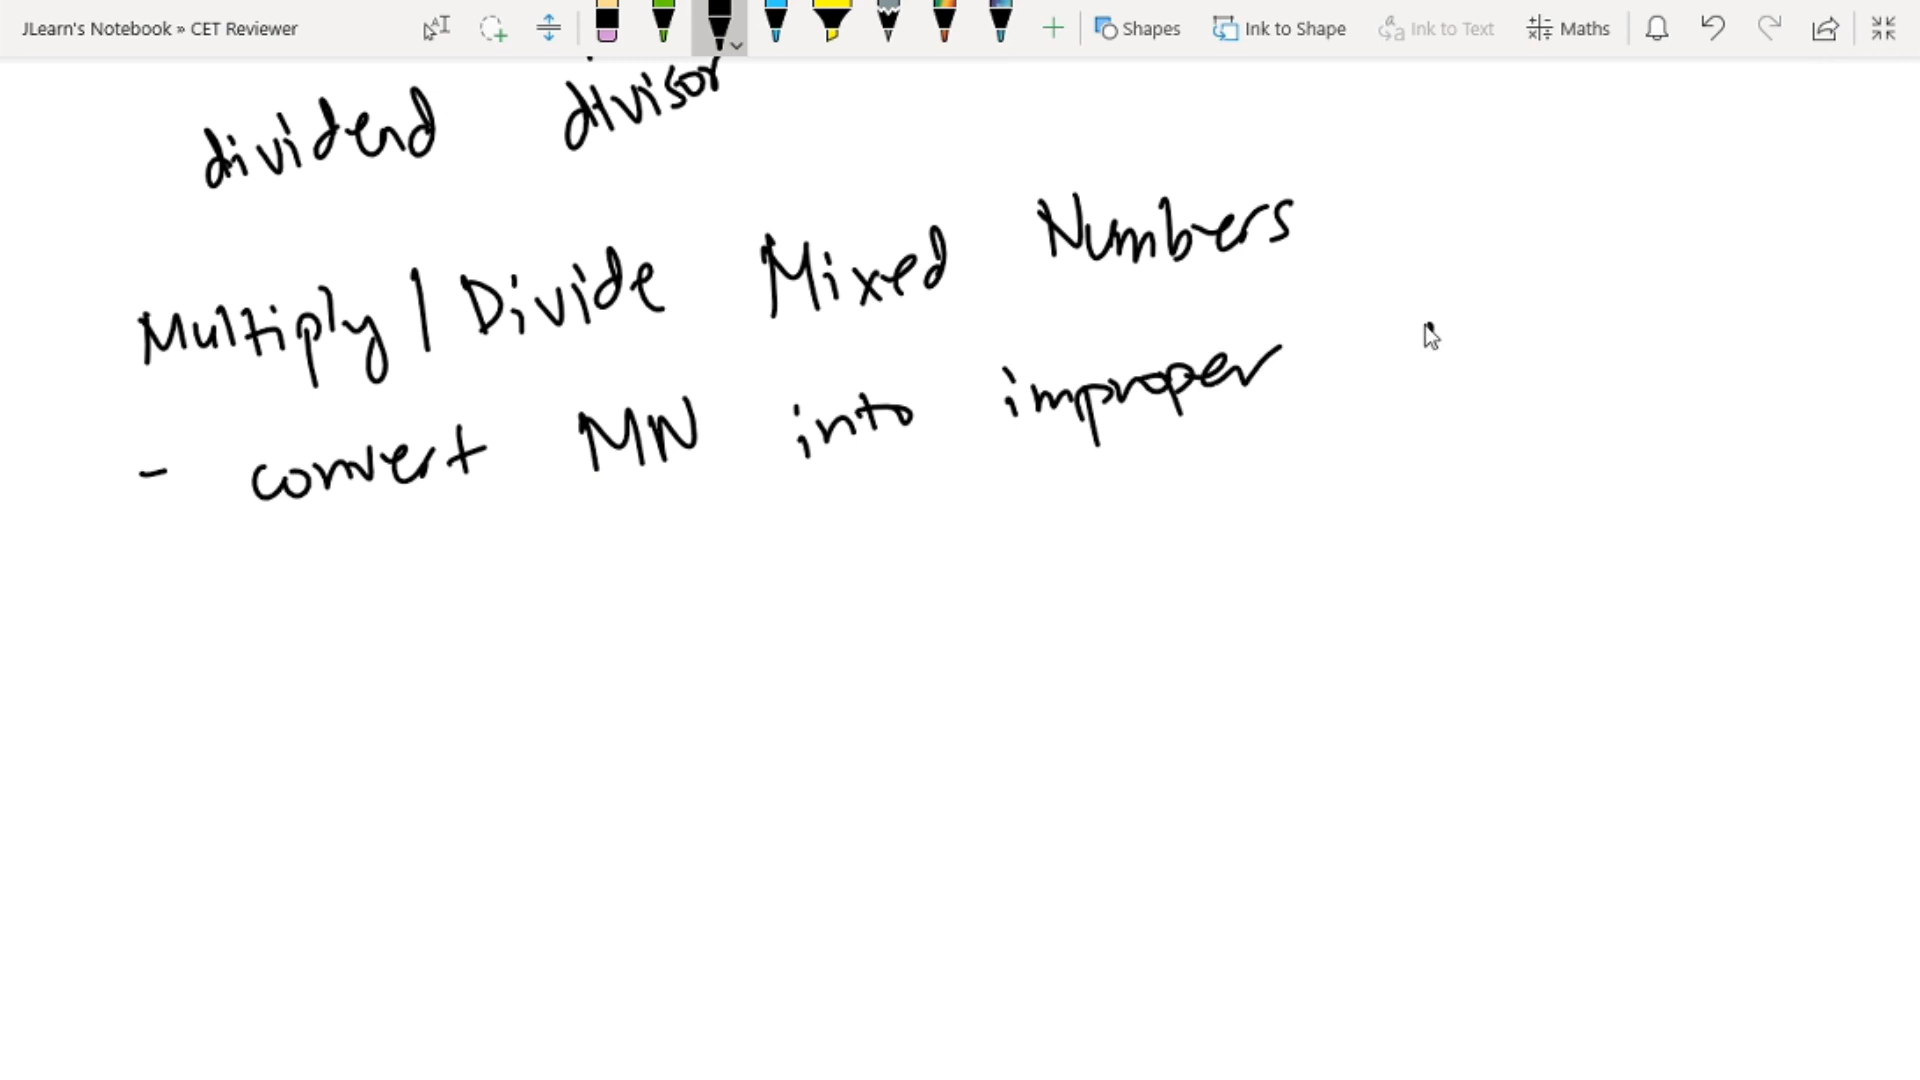 JLearn's Notebook » CET Reviewer Shapes Ink to Shape Ink to Text Maths
dividend divisor
Multiply / Divide Mixed Numbers
- convert MN into improper